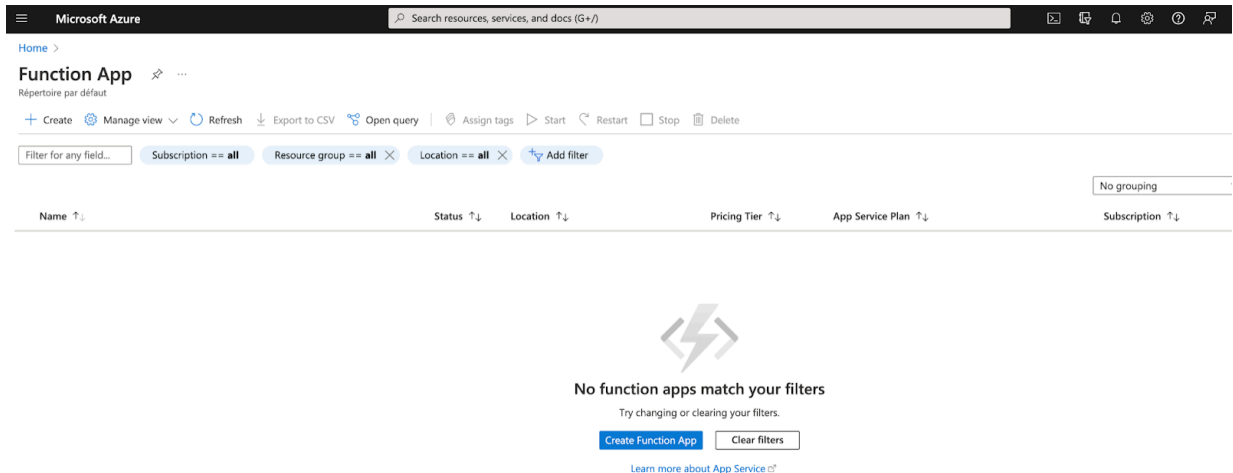 Microsoft Azure
Search resources, services, and docs (G+/)
Home >
Function App
Répertoire par défaut
Create Manage view Refresh Export to CSV Open query Assign tags Start Restart Stop Delete
Filter for any field... Subscription == all Resource group == all Location == all Add filter
No grouping
Name Status Location Pricing Tier App Service Plan Subscription
No function apps match your filters
Try changing or clearing your filters.
Create Function App Clear filters
Learn more about App Service